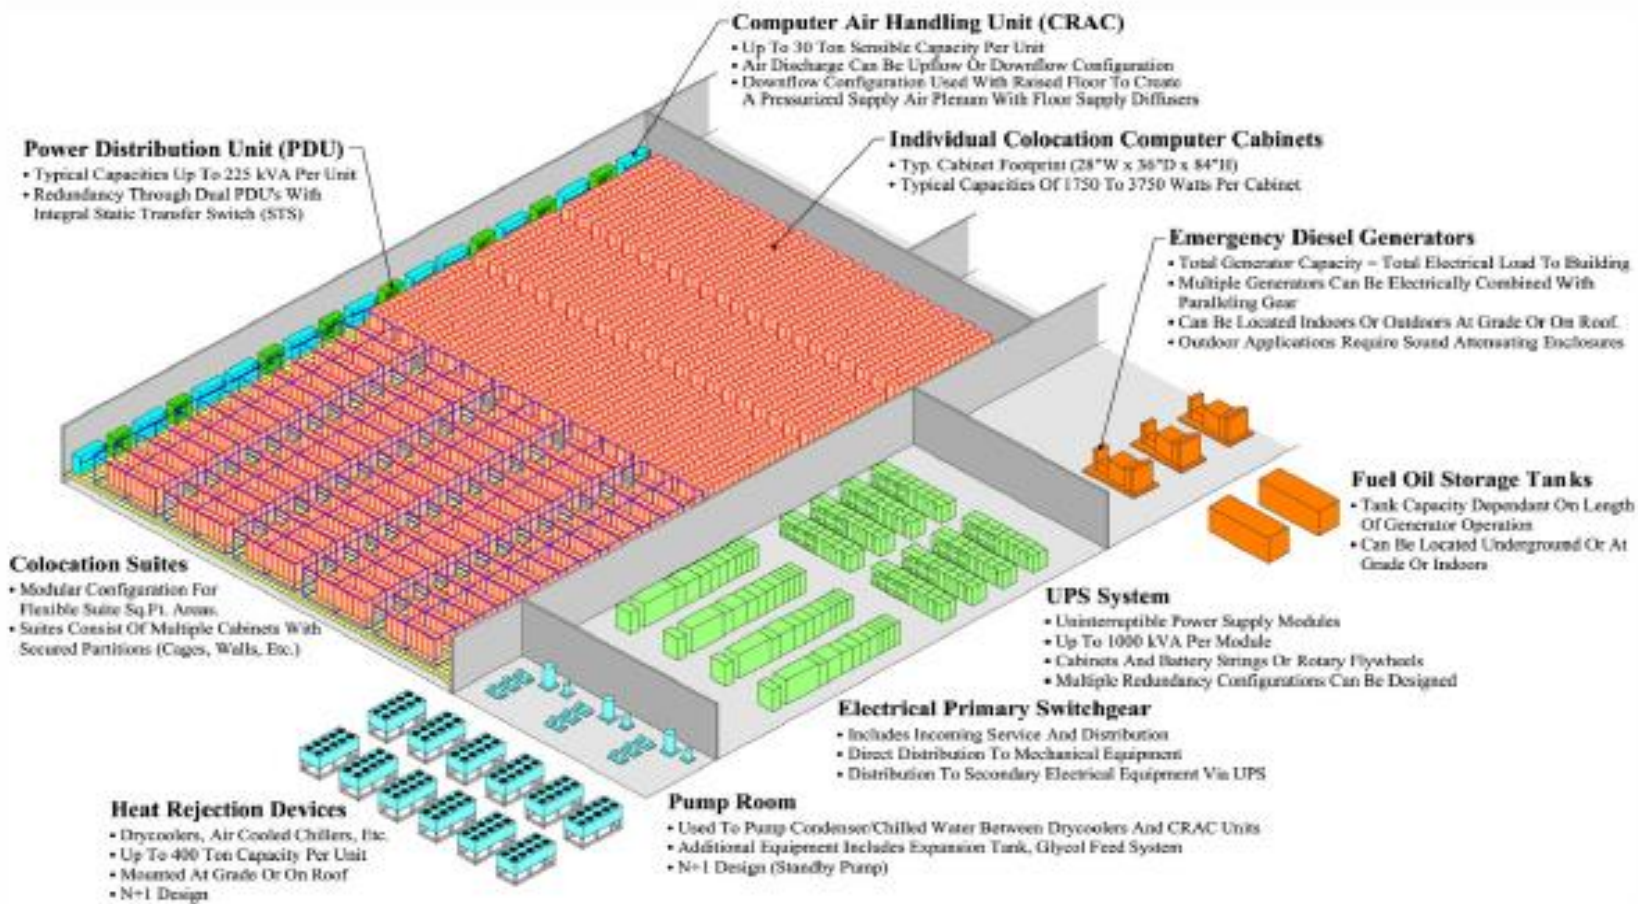 Computer Air Handling Unit (CRAC)
• Up To 30 Ton Sensible Capacity Per Unit
• Air Discharge Can Be Upflow Or Downflow Configuration
• Downflow Configuration Used With Raised Floor To Create
A Pressurized Supply Air Plenum With Floor Supply Diffusers
Individual Colocation Computer Cabinets
• Typ. Cabinet Footprint (28"W x 36"D x 84"H)
• Typical Capacities Of 1750 To 3750 Watts Per Cabinet
Power Distribution Unit (PDU)
• Typical Capacities Up To 225 kVA Per Unit
• Redundancy Through Dual PDU's With
Integral Static Transfer Switch (STS)
Emergency Diesel Generators
• Total Generator Capacity = Total Electrical Load To Building
• Multiple Generators Can Be Electrically Combined With
Paralleling Gear
• Can Be Located Indoors Or Outdoors At Grade Or On Roof.
• Outdoor Applications Require Sound Attenuating Enclosures
Fuel Oil Storage Tanks
• Tank Capacity Dependant On Length
Of Generator Operation
• Can Be Located Underground Or At
Grade Or Indoors
Colocation Suites
• Modular Configuration For
Flexible Suite Sq.Ft. Areas.
• Suites Consist Of Multiple Cabinets With
Secured Partitions (Cages, Walls, Etc.)
UPS System
• Uninterruptible Power Supply Modules
• Up To 1000 kVA Per Module
• Cabinets And Battery Strings Or Rotary Flywheels
• Multiple Redundancy Configurations Can Be Designed
Electrical Primary Switchgear
• Includes Incoming Service And Distribution
• Direct Distribution To Mechanical Equipment
• Distribution To Secondary Electrical Equipment Via UPS
Pump Room
• Used To Pump Condenser/Chilled Water Between Drycoolers And CRAC Units
• Additional Equipment Includes Expansion Tank, Glycol Feed System
• N+1 Design (Standby Pump)
Heat Rejection Devices
• Drycoolers, Air Cooled Chillers, Etc.
• Up To 400 Ton Capacity Per Unit
• Mounted At Grade Or On Roof
• N+1 Design